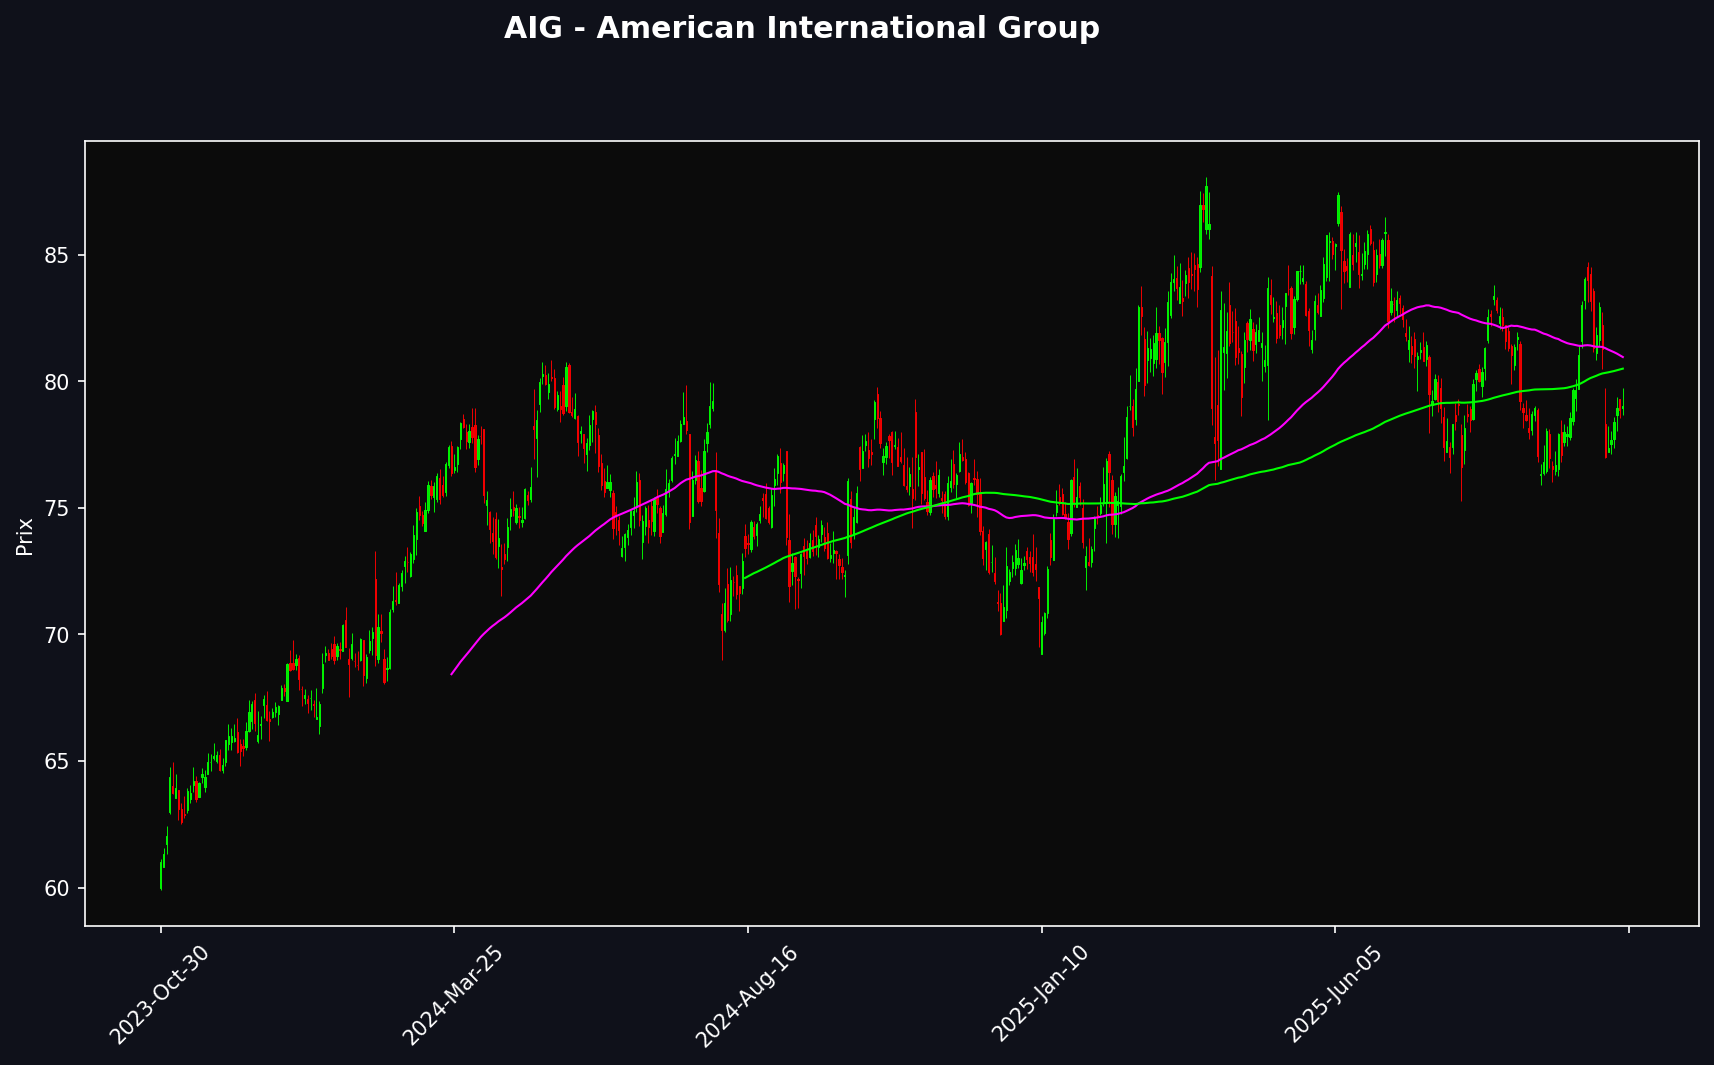 AIG - American International Group
Prix
85
80
75
70
65
60
2023-Oct-30
2024-Mar-25
2024-Aug-16
2025-Jan-10
2025-Jun-05